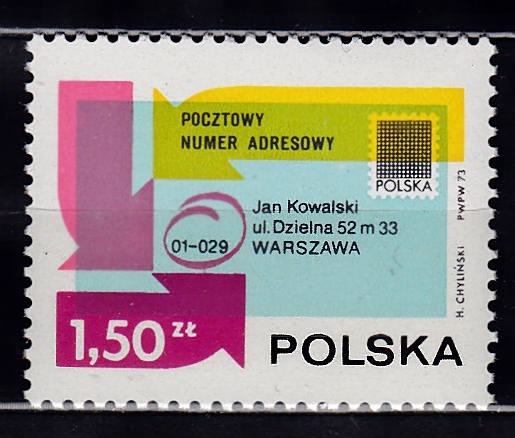 POCZTOWY
NUMER ADRESOWY
POLSKA
Jan Kowalski
ul. Dzielna 52 m 33
01-029 WARSZAWA
1,50 zł
POLSKA
H. CHYLIŃSKI PWPW 73